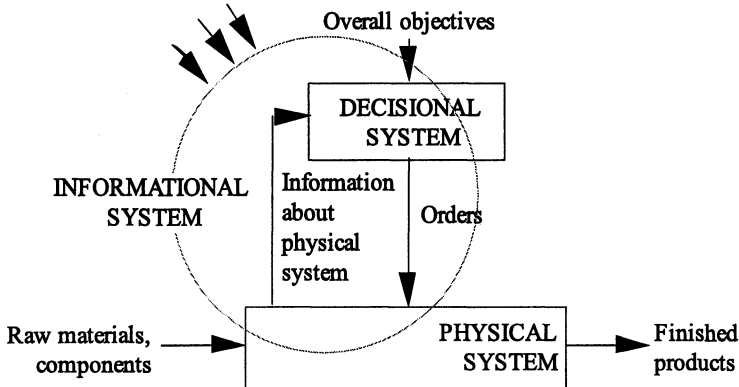 Overall objectives
DECISIONAL
SYSTEM
INFORMATIONAL
SYSTEM
Information
about
physical
system
Orders
Raw materials,
components
PHYSICAL
SYSTEM
Finished
products